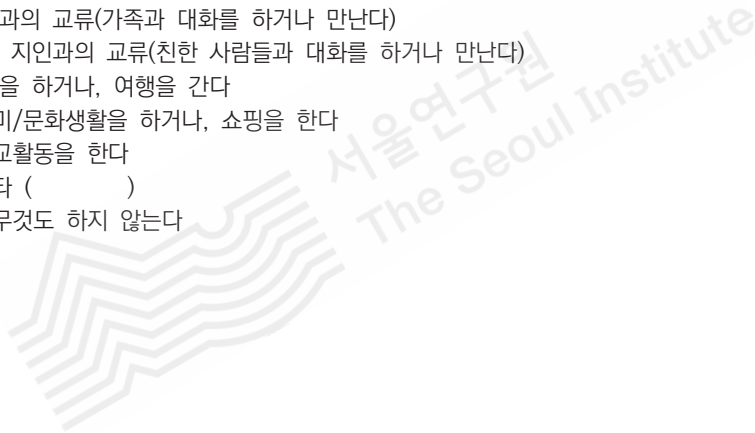 과의 교류(가족과 대화를 하거나 만난다)
지인과의 교류(친한 사람들과 대화를 하거나 만난다)
을 하거나, 여행을 간다
미/문화생활을 하거나, 쇼핑을 한다
교활동을 한다
타 (        )
무것도 하지 않는다
서울연구원
The Seoul Institute